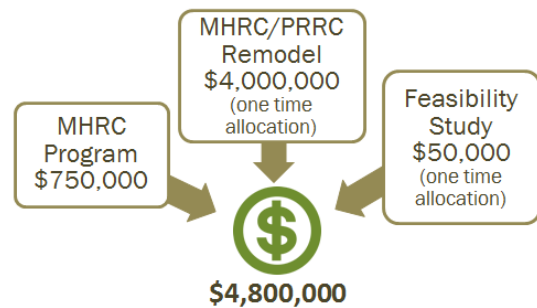 MHRC/PRRC
Remodel
$4,000,000
(one time
allocation)
MHRC
Program
$750,000
Feasibility
Study
$50,000
(one time
allocation)
$
$4,800,000